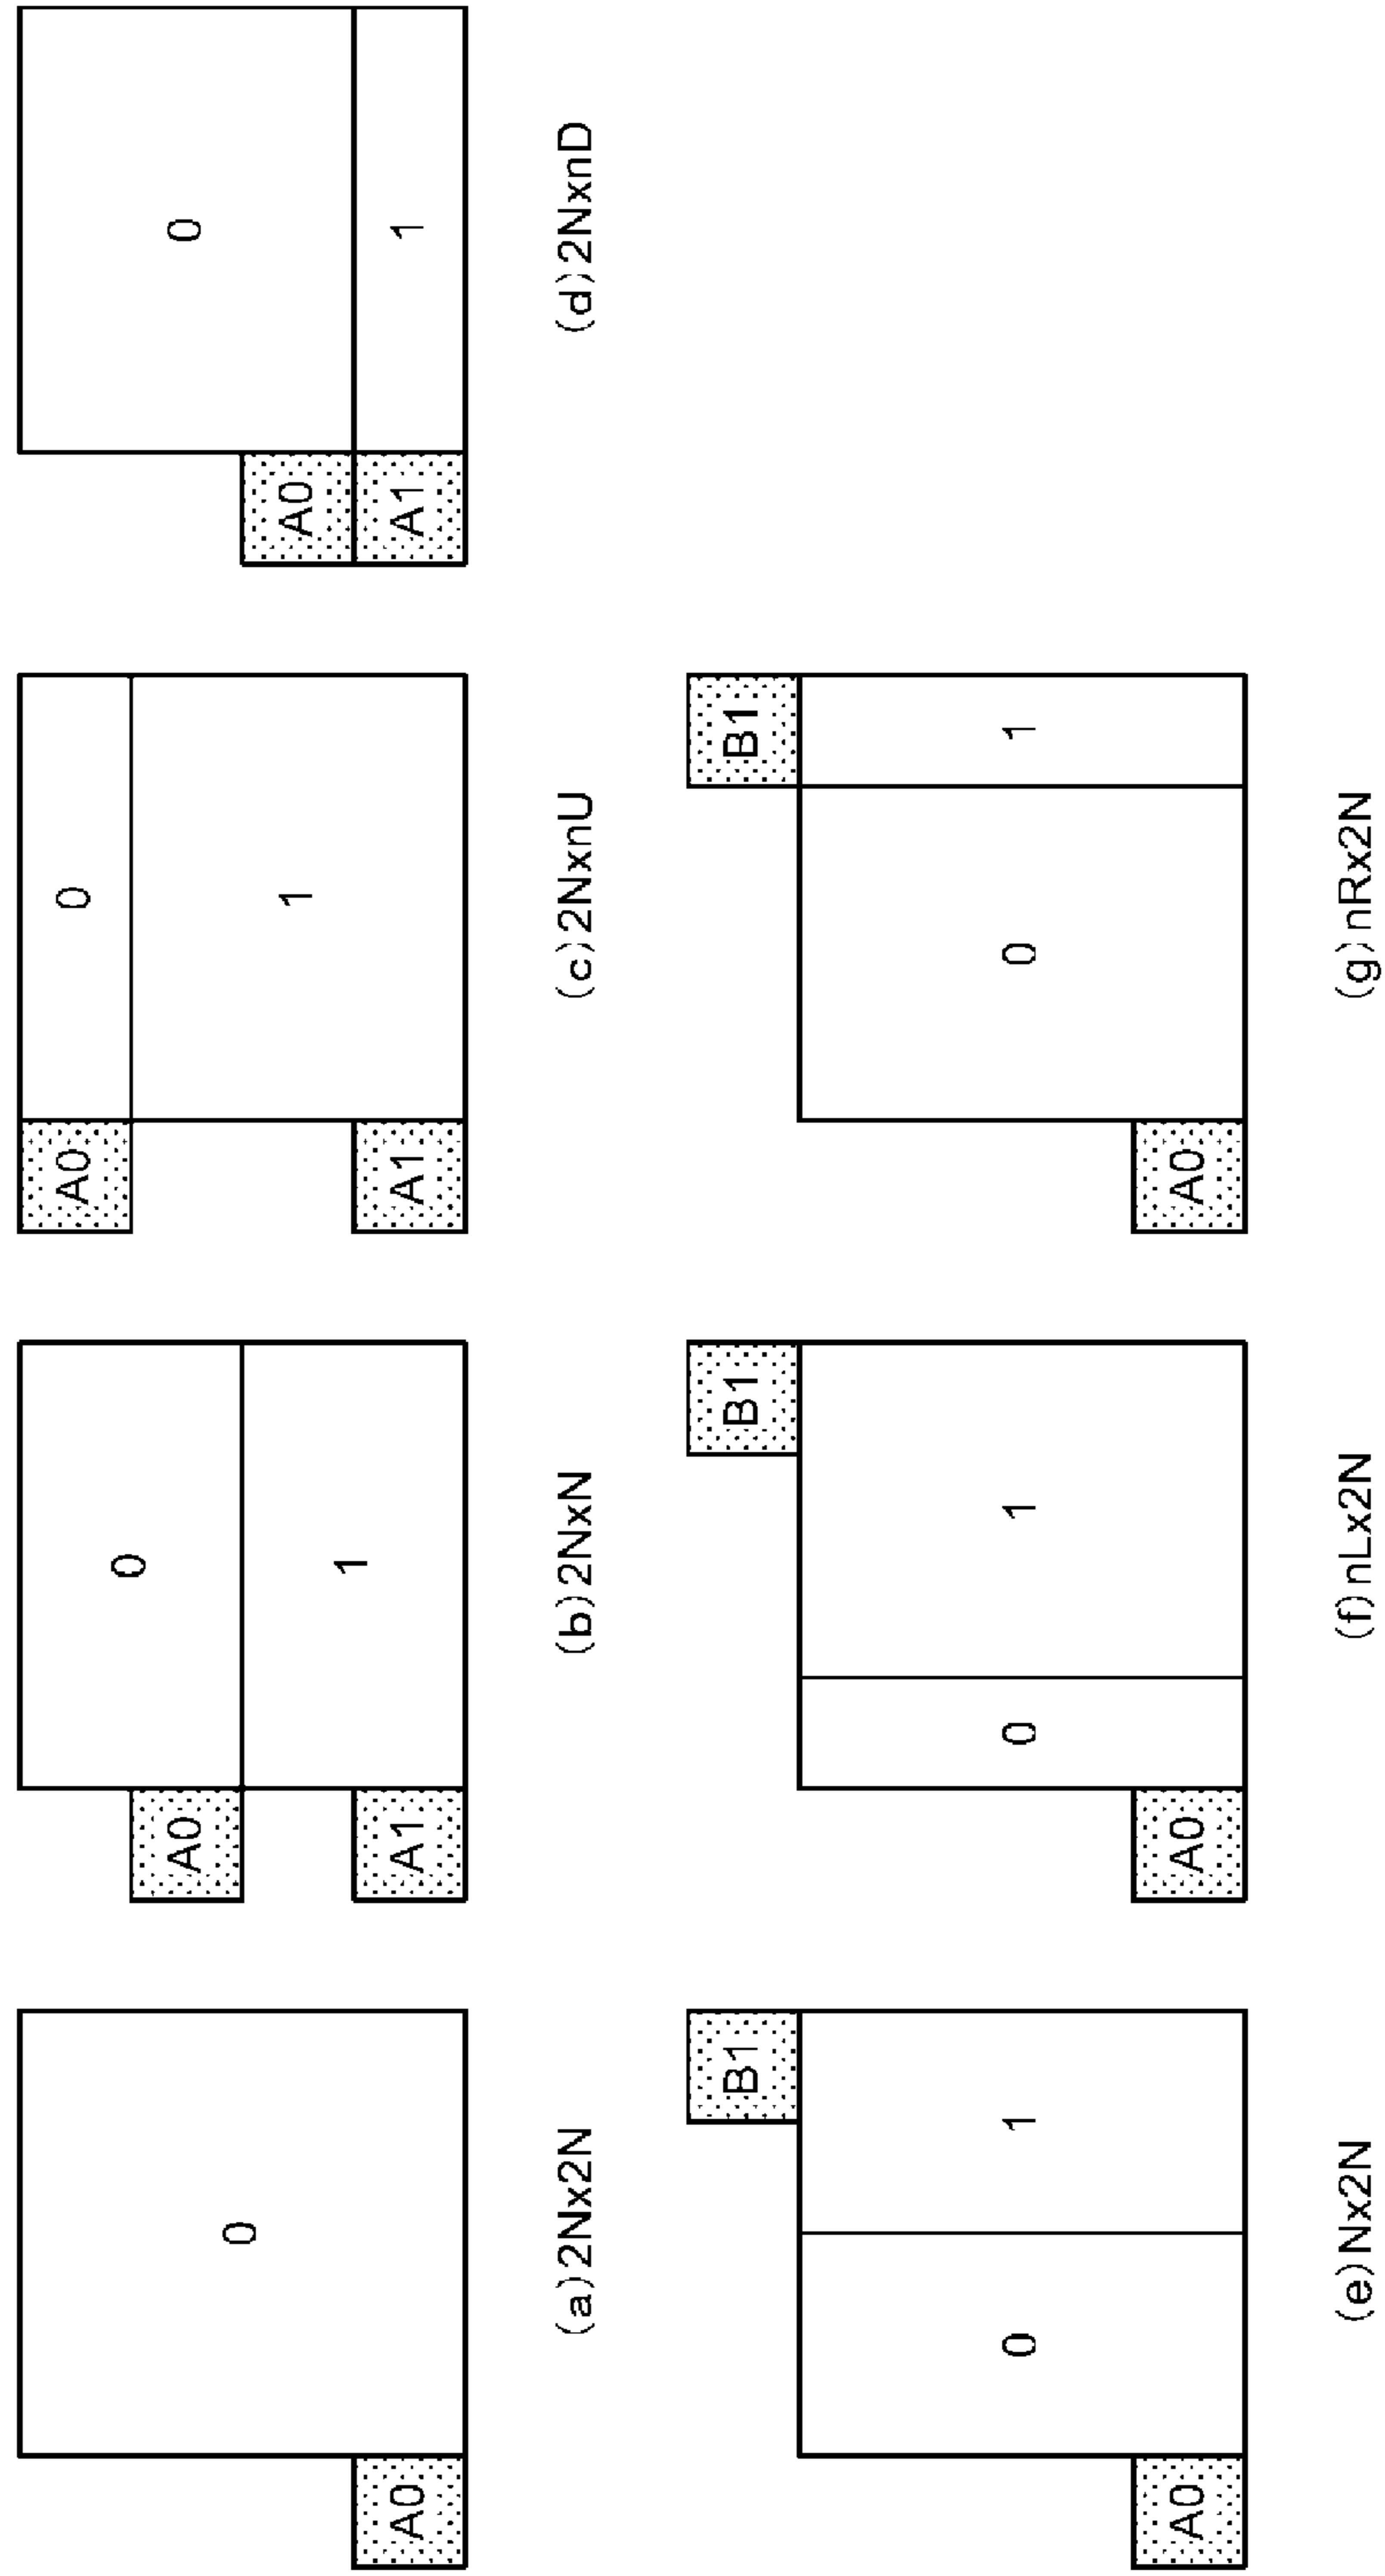 0
A0
(a)2Nx2N
0
A0
1
A1
(b)2NxN
A0
0
1
A1
(c)2NxnU
0
A0
A1
1
(d)2NxnD
B1
0
1
A0
(e)Nx2N
B1
0
1
A0
(f)nLx2N
B1
0
1
A0
(g)nRx2N